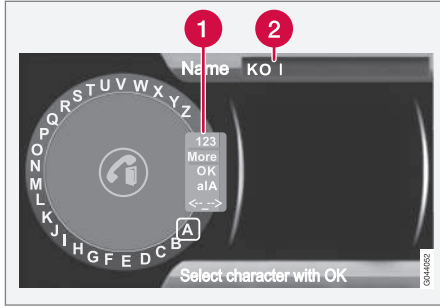 1 2
Name KO I
A B C D E F G H I J K L M N O P Q R S T U V W X Y Z
123
More
OK
a|A
<--_-->
Select character with OK
G044052